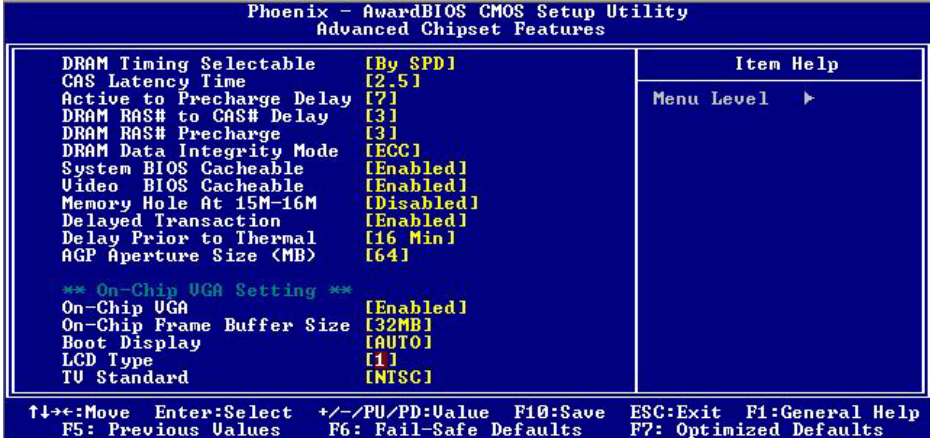 Phoenix - AwardBIOS CMOS Setup Utility
Advanced Chipset Features
DRAM Timing Selectable [By SPD]
CAS Latency Time [2.5]
Active to Precharge Delay [7]
DRAM RAS# to CAS# Delay [3]
DRAM RAS# Precharge [3]
DRAM Data Integrity Mode [ECC]
System BIOS Cacheable [Enabled]
Video BIOS Cacheable [Enabled]
Memory Hole At 15M-16M [Disabled]
Delayed Transaction [Enabled]
Delay Prior to Thermal [16 Min]
AGP Aperture Size (MB) [64]
** On-Chip VGA Setting **
On-Chip VGA [Enabled]
On-Chip Frame Buffer Size [32MB]
Boot Display [AUTO]
LCD Type [1]
TV Standard [NTSC]
Item Help
Menu Level ►
↑↓→←:Move Enter:Select +/-/PU/PD:Value F10:Save ESC:Exit F1:General Help
F5: Previous Values F6: Fail-Safe Defaults F7: Optimized Defaults